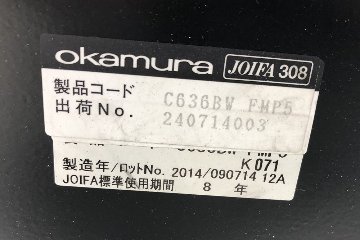 okamura JOIFA 308
製品コード C636BW FMP5
出荷No. 240714003
K071
製造年/ロットNo. 2014/090714 12A
JOIFA標準使用期間 8 年